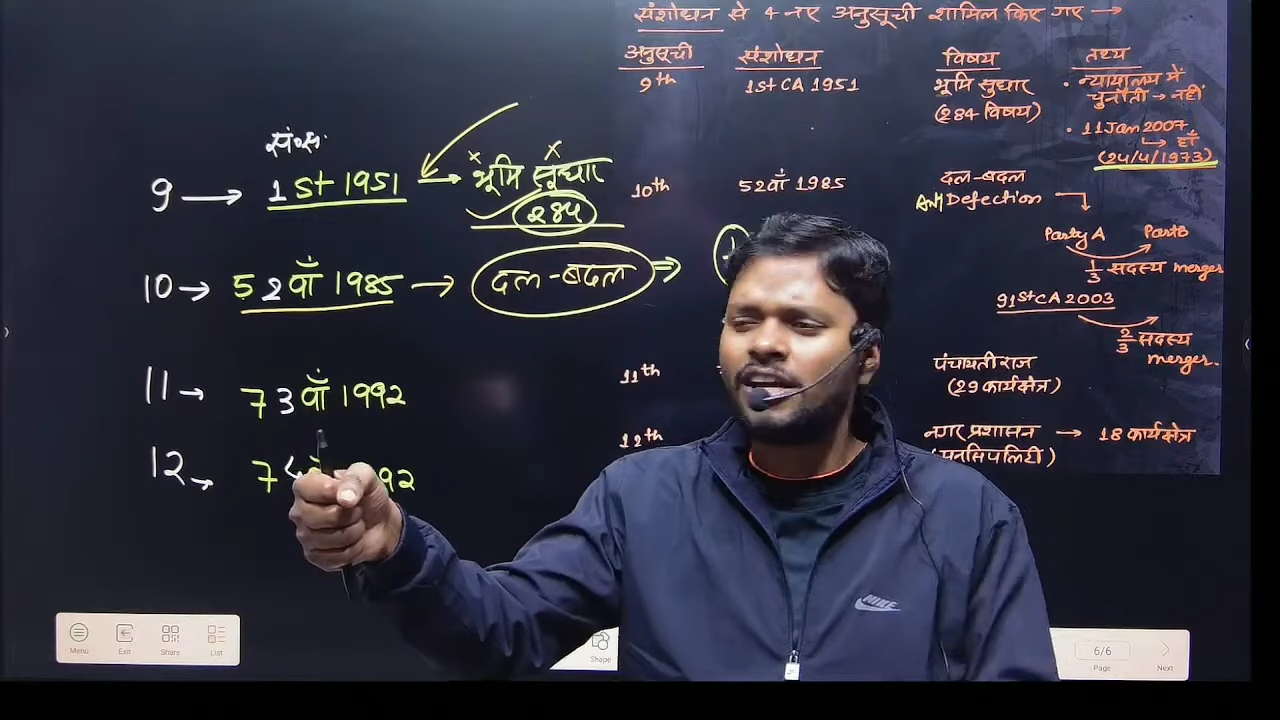 संशोधन से 4 नए अनुसूची शामिल किए गए →
अनुसूची संशोधन विषय तथ्य
9th 1st CA 1951 भूमि सुधार
(284 विषय)
• न्यायालय में
चुनौती → नहीं
• 11 Jan 2007
↳ हाँ
(24/4/1973)
10th 52वाँ 1985 दल-बदल
Anti Defection
Party A Part B
1/3 सदस्य merger
91st CA 2003
2/3 सदस्य
merger.
11th पंचायती राज
(29 कार्यक्षेत्र)
12th नगर प्रशासन → 18 कार्यक्षेत्र
9 → 1st 1951 → भूमि सुधार
284
10 → 52वाँ 1985 → दल-बदल ⇒
11 → 73वाँ 1992
12 →
NIKE
Menu Exit Share List
Shape
6/6
Page Next